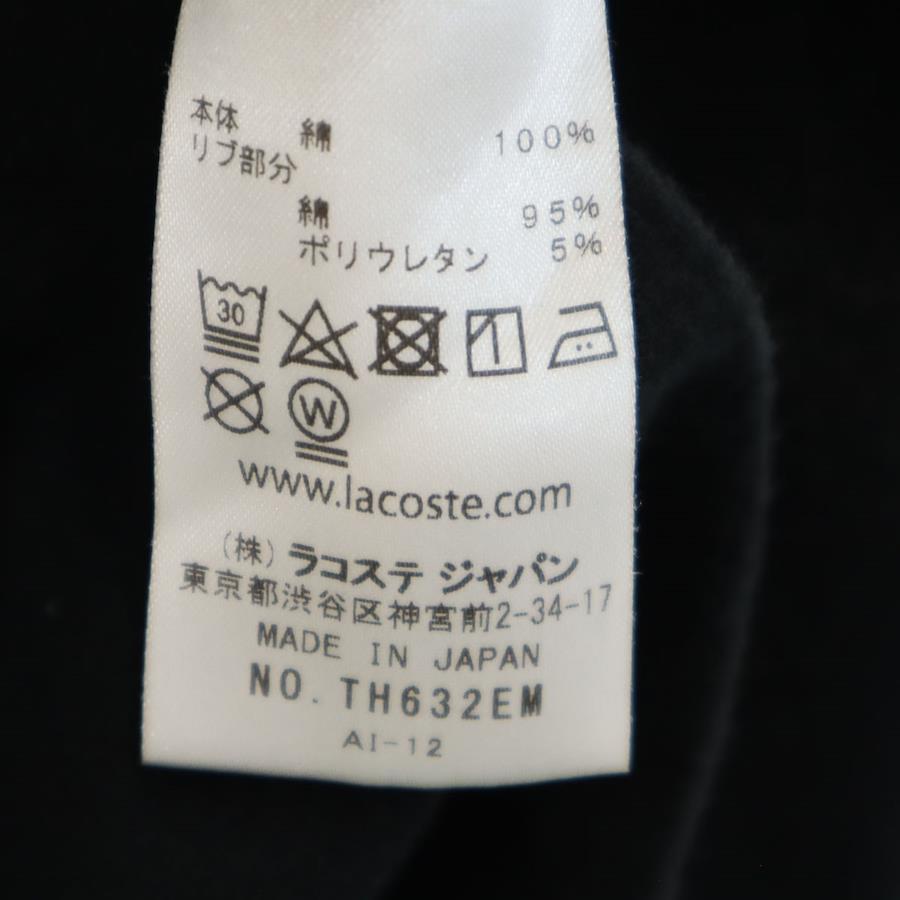 本体 綿 100%
リブ部分
綿 95%
ポリウレタン 5%
30
W
www.lacoste.com
(株) ラコステ ジャパン
東京都渋谷区神宮前2-34-17
MADE IN JAPAN
NO. TH632EM
AI-12